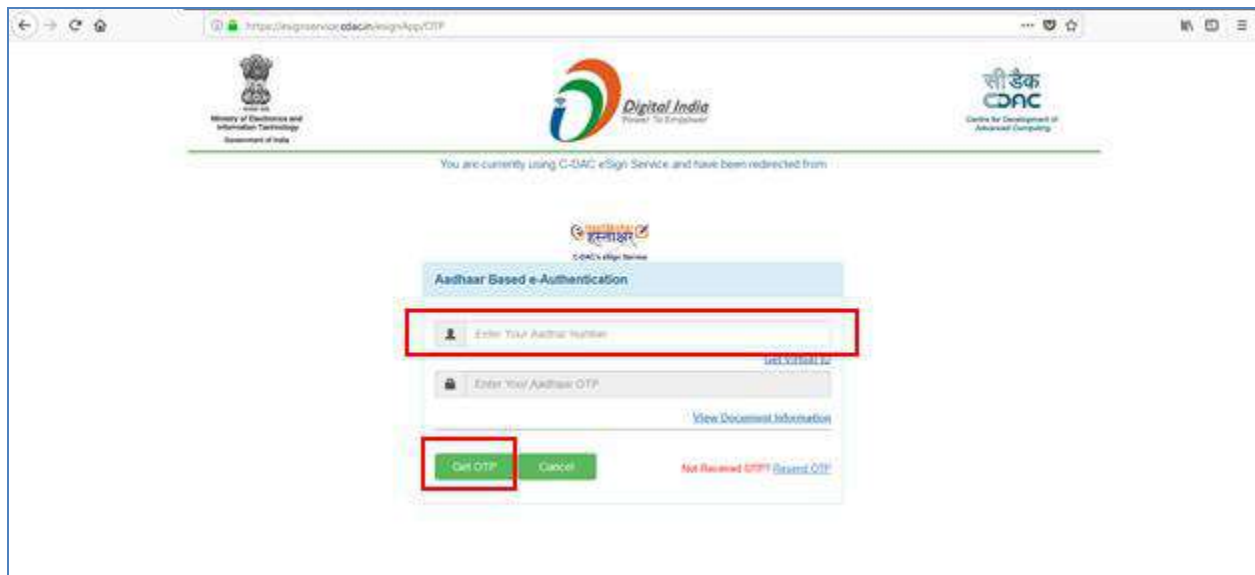 https://esignservice.cdac.in/esignApp/OTP
Ministry of Electronics and
Information Technology
Government of India
Digital India
Power To Empower
सी डैक
CDAC
Centre for Development of
Advanced Computing
You are currently using C-DAC eSign Service and have been redirected from
हस्ताक्षर
C-DAC's eSign Service
Aadhaar Based e-Authentication
Enter Your Aadhar Number
Get Virtual ID
Enter Your Aadhaar OTP
View Document Information
Get OTP
Cancel
Not Received OTP? Resend OTP